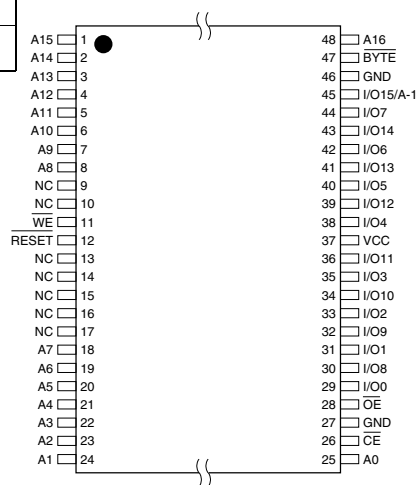 A15 1 48 A16
A14 2 47 BYTE
A13 3 46 GND
A12 4 45 I/O15/A-1
A11 5 44 I/O7
A10 6 43 I/O14
A9 7 42 I/O6
A8 8 41 I/O13
NC 9 40 I/O5
NC 10 39 I/O12
WE 11 38 I/O4
RESET 12 37 VCC
NC 13 36 I/O11
NC 14 35 I/O3
NC 15 34 I/O10
NC 16 33 I/O2
NC 17 32 I/O9
A7 18 31 I/O1
A6 19 30 I/O8
A5 20 29 I/O0
A4 21 28 OE
A3 22 27 GND
A2 23 26 CE
A1 24 25 A0